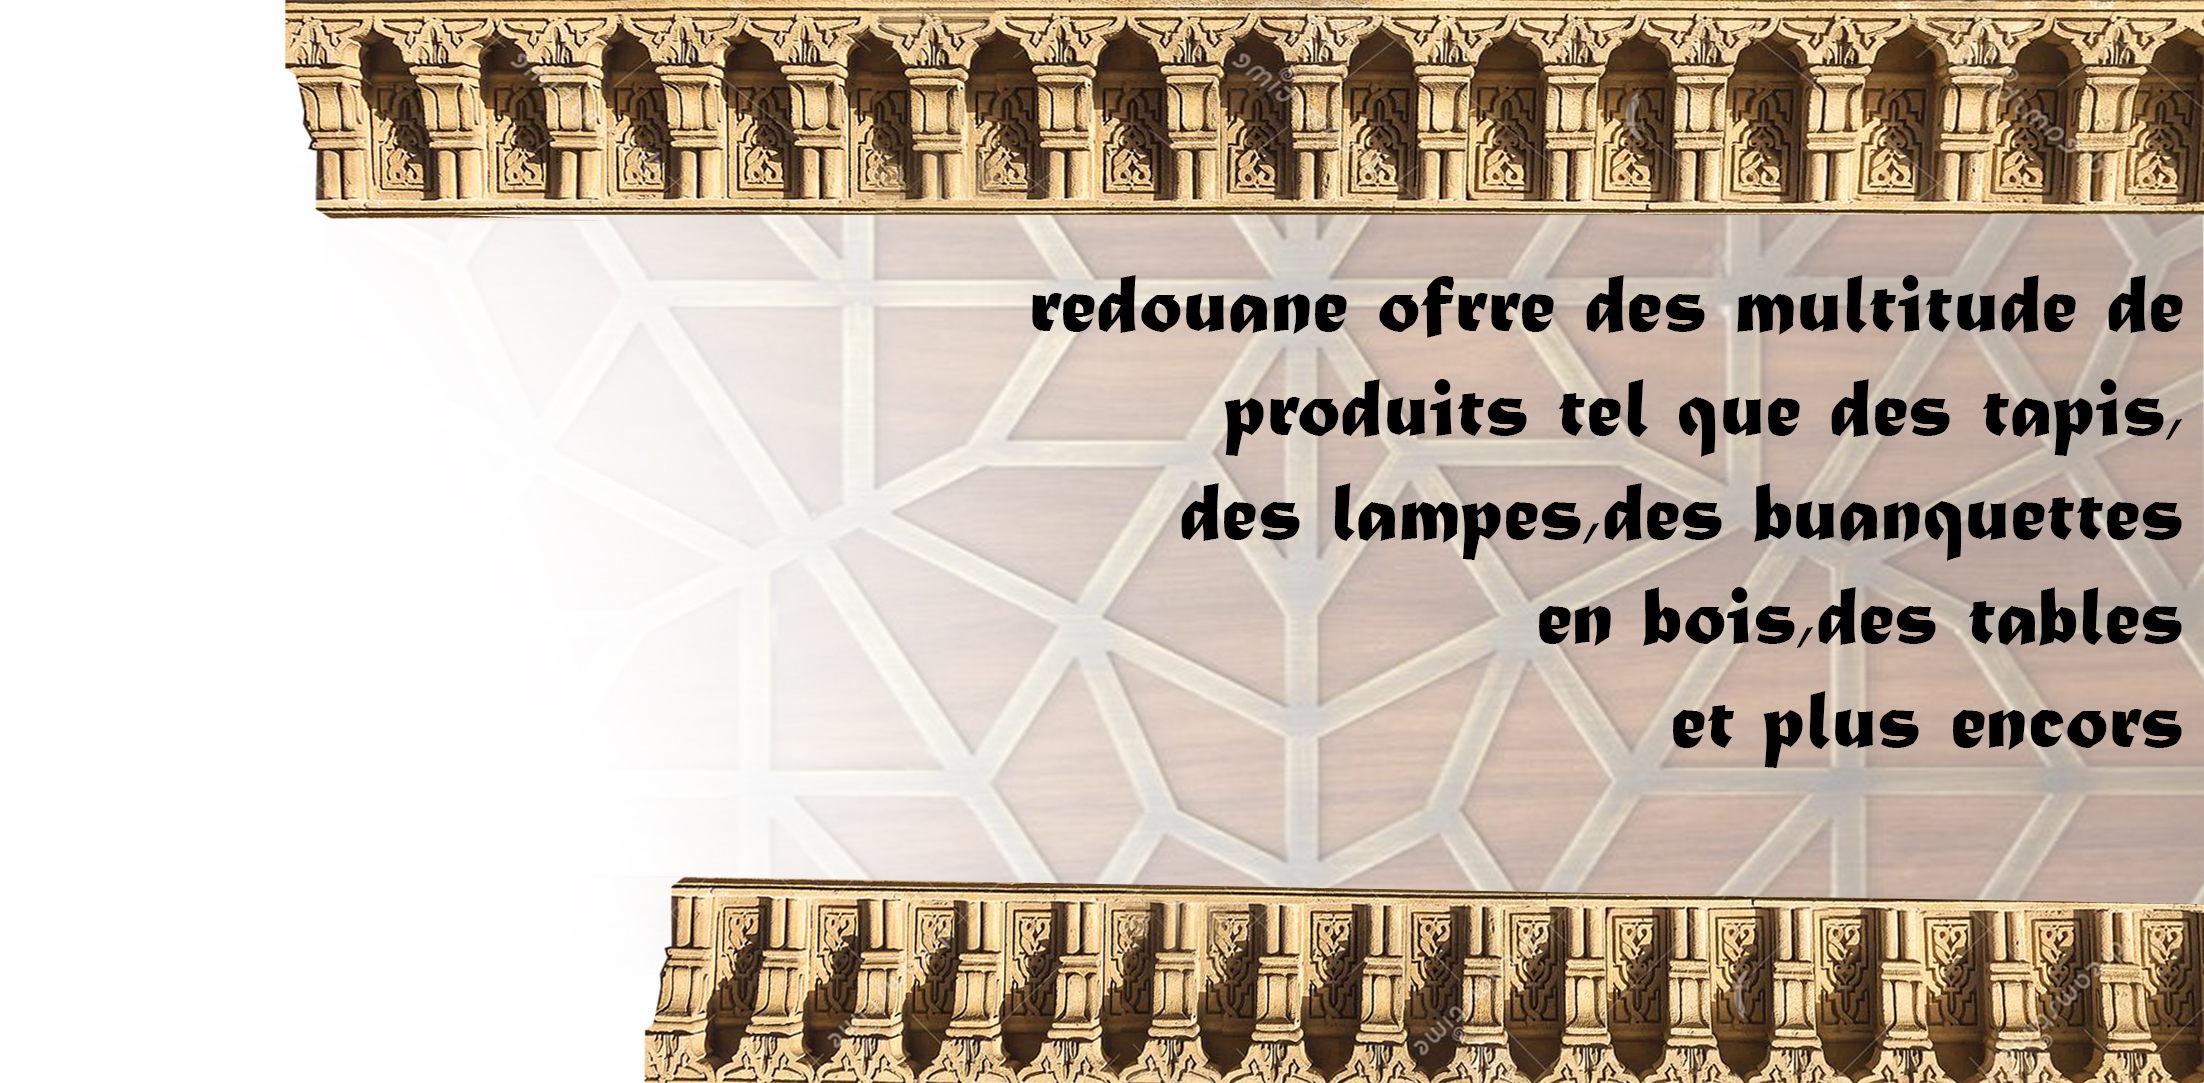 redouane ofrre des multitude de
produits tel que des tapis,
des lampes,des buanquettes
en bois,des tables
et plus encors